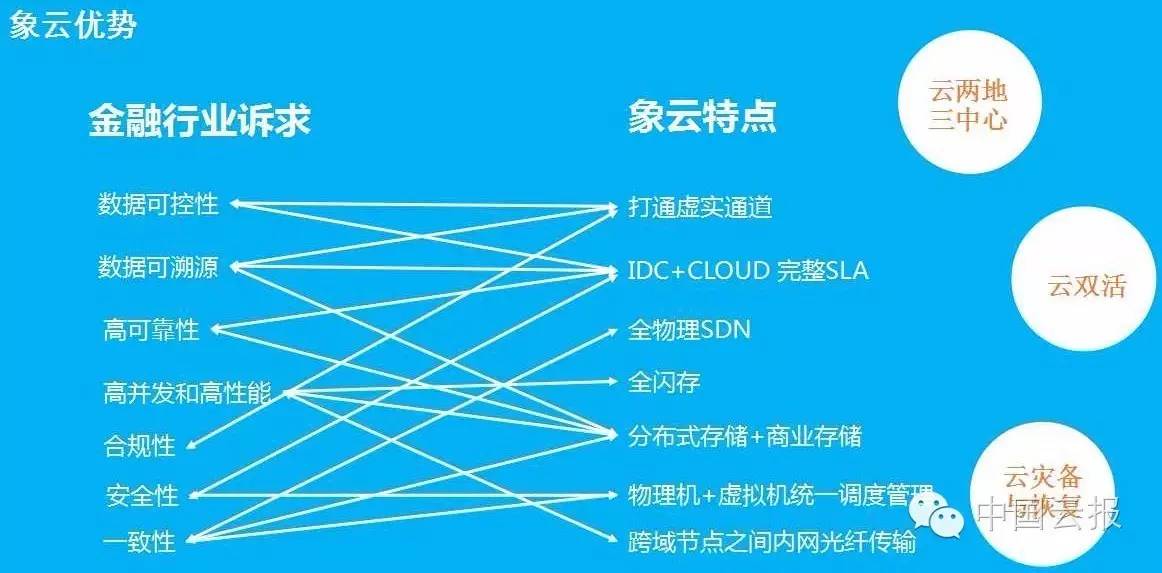 象云优势
金融行业诉求
数据可控性
数据可溯源
高可靠性
高并发和高性能
合规性
安全性
一致性
象云特点
打通虚实通道
IDC+CLOUD 完整SLA
全物理SDN
全闪存
分布式存储+商业存储
物理机+虚拟机统一调度管理
跨域节点之间内网光纤传输
云两地
三中心
云双活
云灾备
与恢复
中国云报